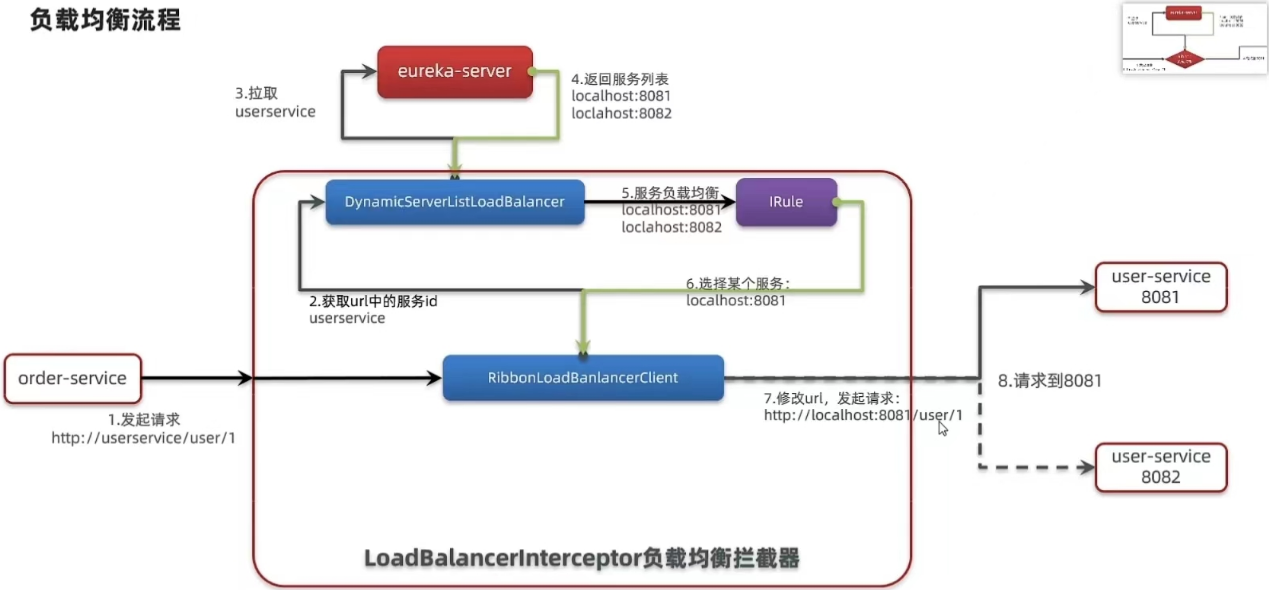 负载均衡流程
eureka-server
3.拉取
userservice
4.返回服务列表
localhost:8081
loclahost:8082
DynamicServerListLoadBalancer
5.服务负载均衡
localhost:8081
loclahost:8082
IRule
2.获取url中的服务id
userservice
6.选择某个服务:
localhost:8081
user-service
8081
order-service
RibbonLoadBanlancerClient
1.发起请求
http://userservice/user/1
7.修改url，发起请求:
http://localhost:8081/user/1
8.请求到8081
user-service
8082
LoadBalancerInterceptor负载均衡拦截器